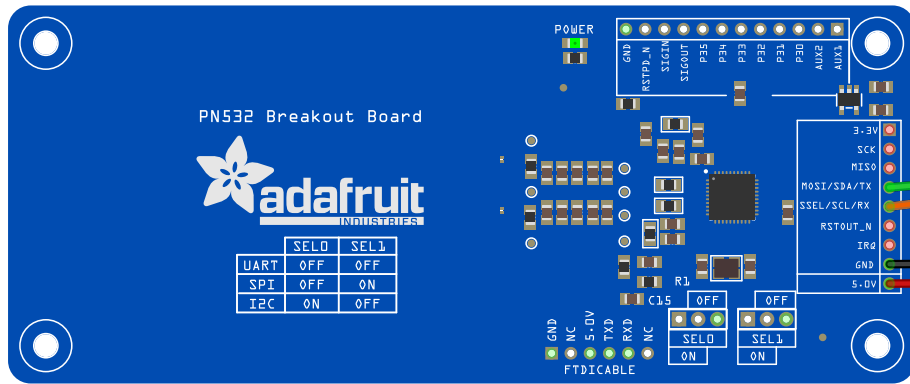 POWER
GND
RSTPD_N
SIGIN
SIGOUT
P35
P34
P33
P32
P31
P30
AUX2
AUX1
PN532 Breakout Board
adafruit
INDUSTRIES
3.3V
SCK
MISO
MOSI/SDA/TX
SSEL/SCL/RX
RSTOUT_N
IRQ
GND
5.0V
SEL0 SEL1
UART OFF OFF
SPI OFF ON
I2C ON OFF
R1
C15
OFF
SEL0
ON
OFF
SEL1
ON
GND
NC
5.0V
TXD
RXD
NC
FTDICABLE